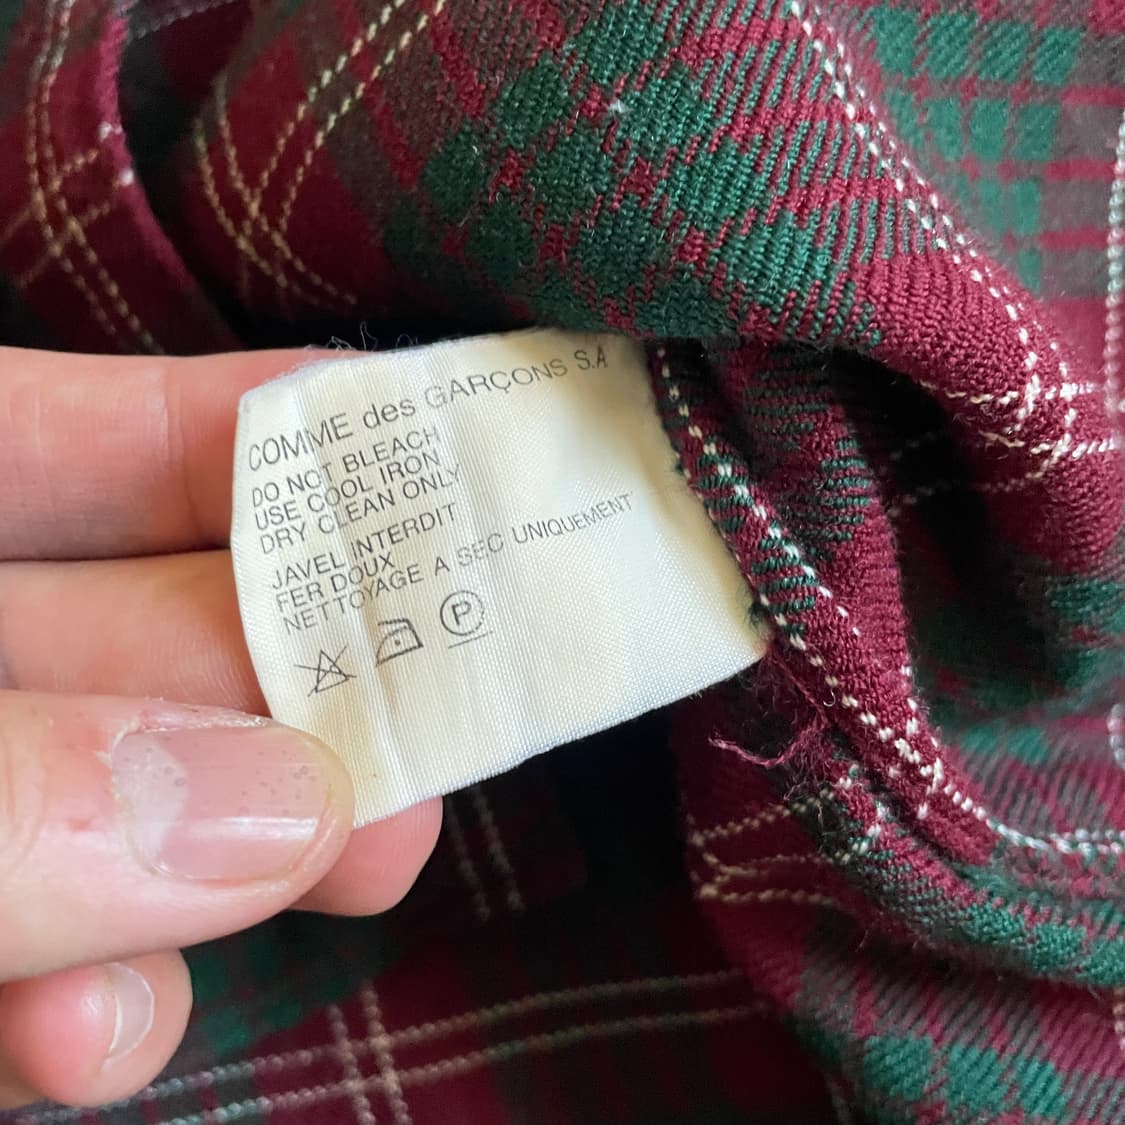 COMME des GARÇONS S.A
DO NOT BLEACH
USE COOL IRON
DRY CLEAN ONLY
JAVEL INTERDIT
FER DOUX
NETTOYAGE A SEC UNIQUEMENT
P